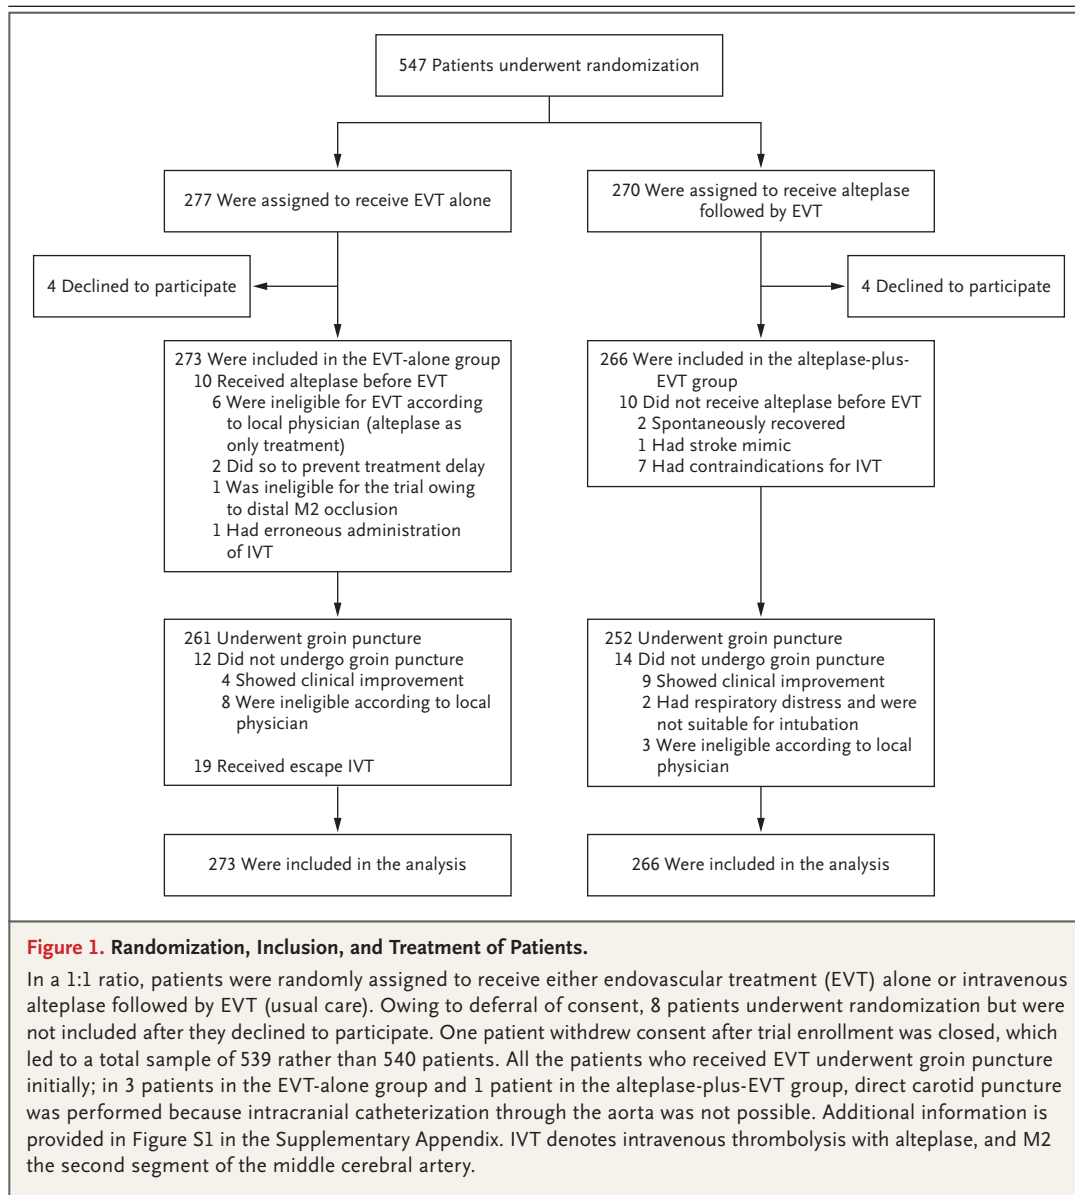 547 Patients underwent randomization
277 Were assigned to receive EVT alone
270 Were assigned to receive alteplase
followed by EVT
4 Declined to participate
4 Declined to participate
273 Were included in the EVT-alone group
10 Received alteplase before EVT
6 Were ineligible for EVT according
to local physician (alteplase as
only treatment)
2 Did so to prevent treatment delay
1 Was ineligible for the trial owing
to distal M2 occlusion
1 Had erroneous administration
of IVT
266 Were included in the alteplase-plus-
EVT group
10 Did not receive alteplase before EVT
2 Spontaneously recovered
1 Had stroke mimic
7 Had contraindications for IVT
261 Underwent groin puncture
12 Did not undergo groin puncture
4 Showed clinical improvement
8 Were ineligible according to local
physician
19 Received escape IVT
252 Underwent groin puncture
14 Did not undergo groin puncture
9 Showed clinical improvement
2 Had respiratory distress and were
not suitable for intubation
3 Were ineligible according to local
physician
273 Were included in the analysis
266 Were included in the analysis
Figure 1. Randomization, Inclusion, and Treatment of Patients.
In a 1:1 ratio, patients were randomly assigned to receive either endovascular treatment (EVT) alone or intravenous
alteplase followed by EVT (usual care). Owing to deferral of consent, 8 patients underwent randomization but were
not included after they declined to participate. One patient withdrew consent after trial enrollment was closed, which
led to a total sample of 539 rather than 540 patients. All the patients who received EVT underwent groin puncture
initially; in 3 patients in the EVT-alone group and 1 patient in the alteplase-plus-EVT group, direct carotid puncture
was performed because intracranial catheterization through the aorta was not possible. Additional information is
provided in Figure S1 in the Supplementary Appendix. IVT denotes intravenous thrombolysis with alteplase, and M2
the second segment of the middle cerebral artery.